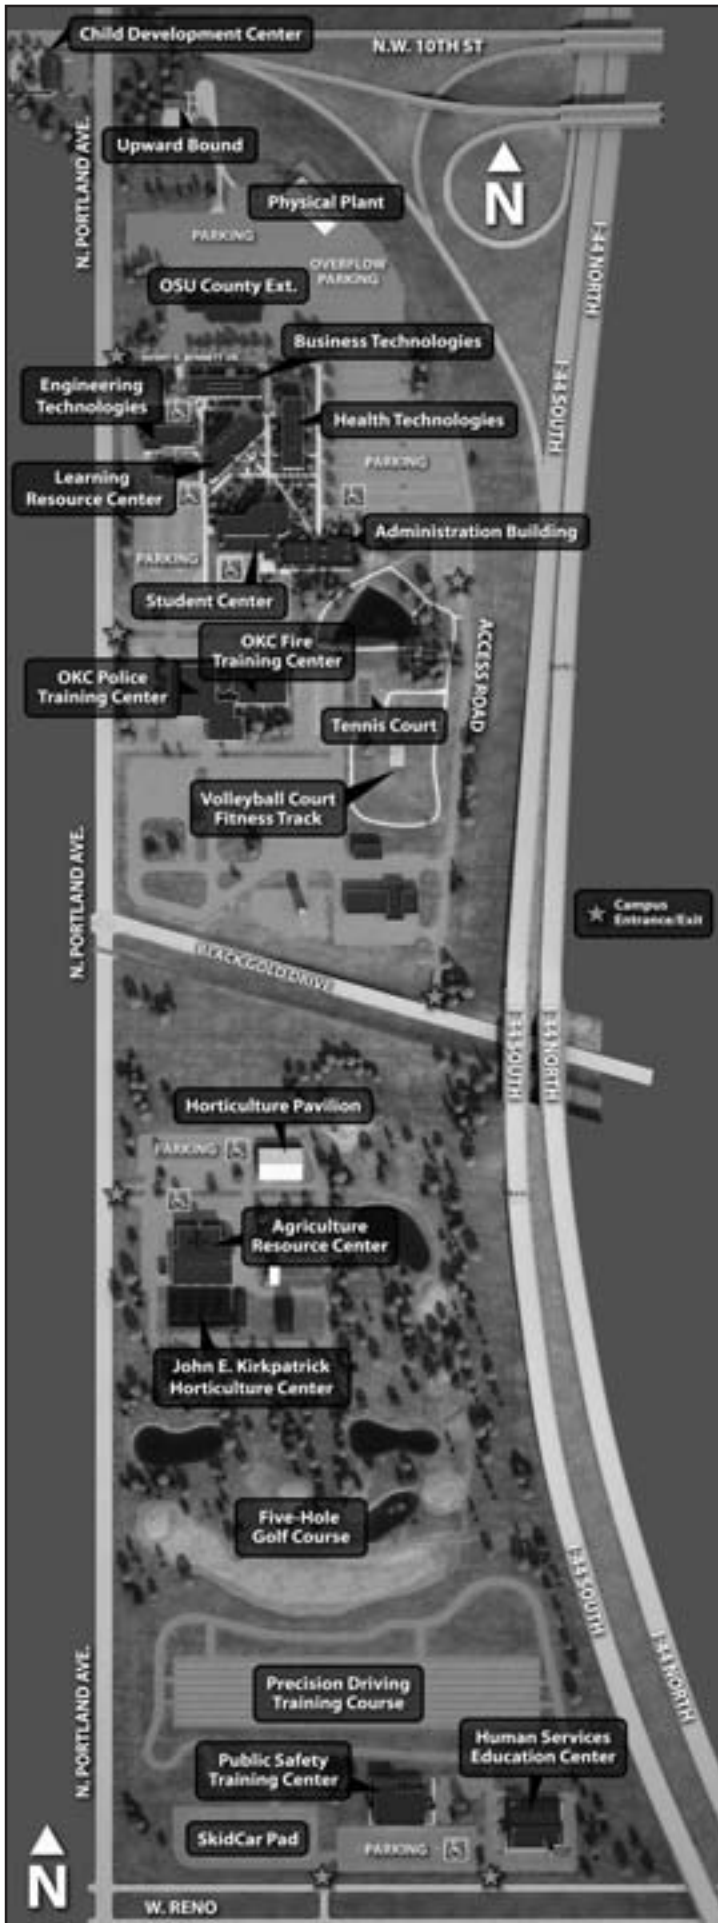 Child Development Center
N.W. 10TH ST
Upward Bound
N. PORTLAND AVE.
N
Physical Plant
PARKING
I-44 NORTH
OVERFLOW
PARKING
OSU County Ext.
Business Technologies
I-44 SOUTH
Engineering
Technologies
Health Technologies
Learning
Resource Center
PARKING
Administration Building
PARKING
Student Center
OKC Fire
Training Center
ACCESS ROAD
OKC Police
Training Center
Tennis Court
Volleyball Court
Fitness Track
N. PORTLAND AVE.
Campus
Entrance/Exit
BLACK GOLD DRIVE
I-44 SOUTH
I-44 NORTH
Horticulture Pavilion
PARKING
Agriculture
Resource Center
John E. Kirkpatrick
Horticulture Center
Five-Hole
Golf Course
I-44 SOUTH
I-44 NORTH
N. PORTLAND AVE.
Precision Driving
Training Course
Human Services
Education Center
Public Safety
Training Center
SkidCar Pad
PARKING
N
W. RENO